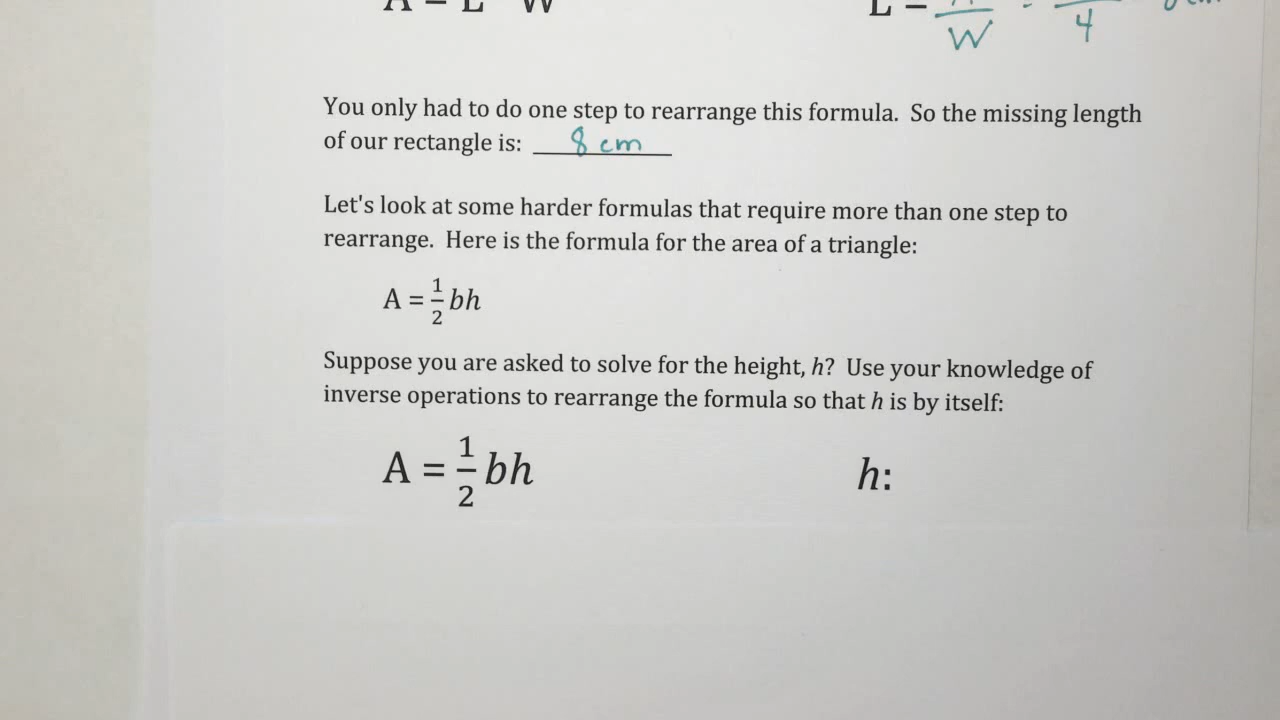 A = L W
L = W 4
You only had to do one step to rearrange this formula. So the missing length
of our rectangle is: 8 cm
Let's look at some harder formulas that require more than one step to
rearrange. Here is the formula for the area of a triangle:
A = 1/2 bh
Suppose you are asked to solve for the height, h? Use your knowledge of
inverse operations to rearrange the formula so that h is by itself:
A = 1/2 bh
h: